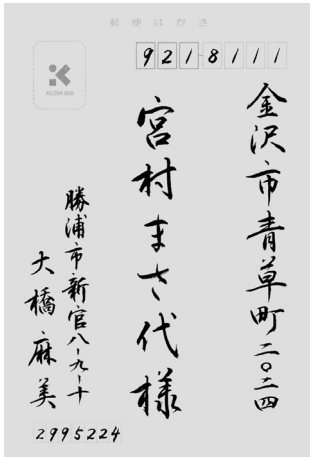 郵便はがき
921-8111
金沢市青草町二〇二四
宮村まさ代様
勝浦市新官八-九-十
大橋麻美
2995224